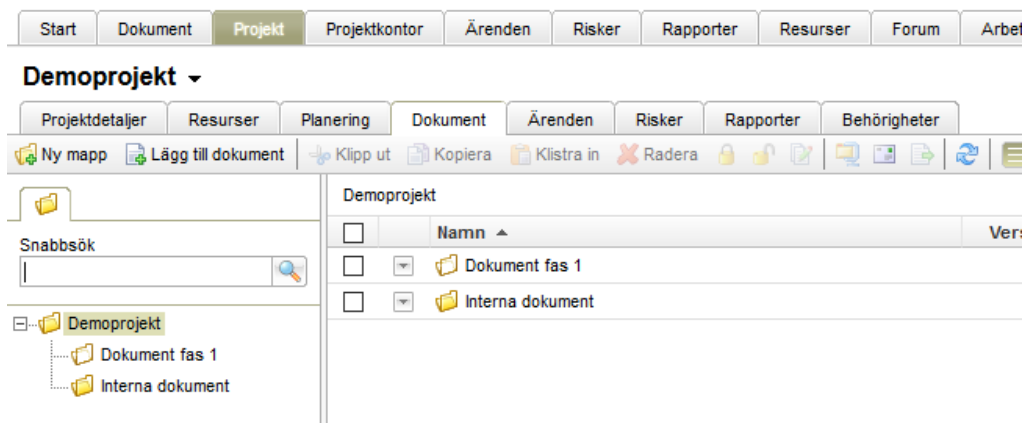 Start Dokument Projekt Projektkontor Ärenden Risker Rapporter Resurser Forum
Demoprojekt
Projektdetaljer Resurser Planering Dokument Ärenden Risker Rapporter Behörigheter
Ny mapp Lägg till dokument Klipp ut Kopiera Klistra in Radera
Demoprojekt
Namn
Snabbsök
Dokument fas 1
Interna dokument
Demoprojekt
Dokument fas 1
Interna dokument